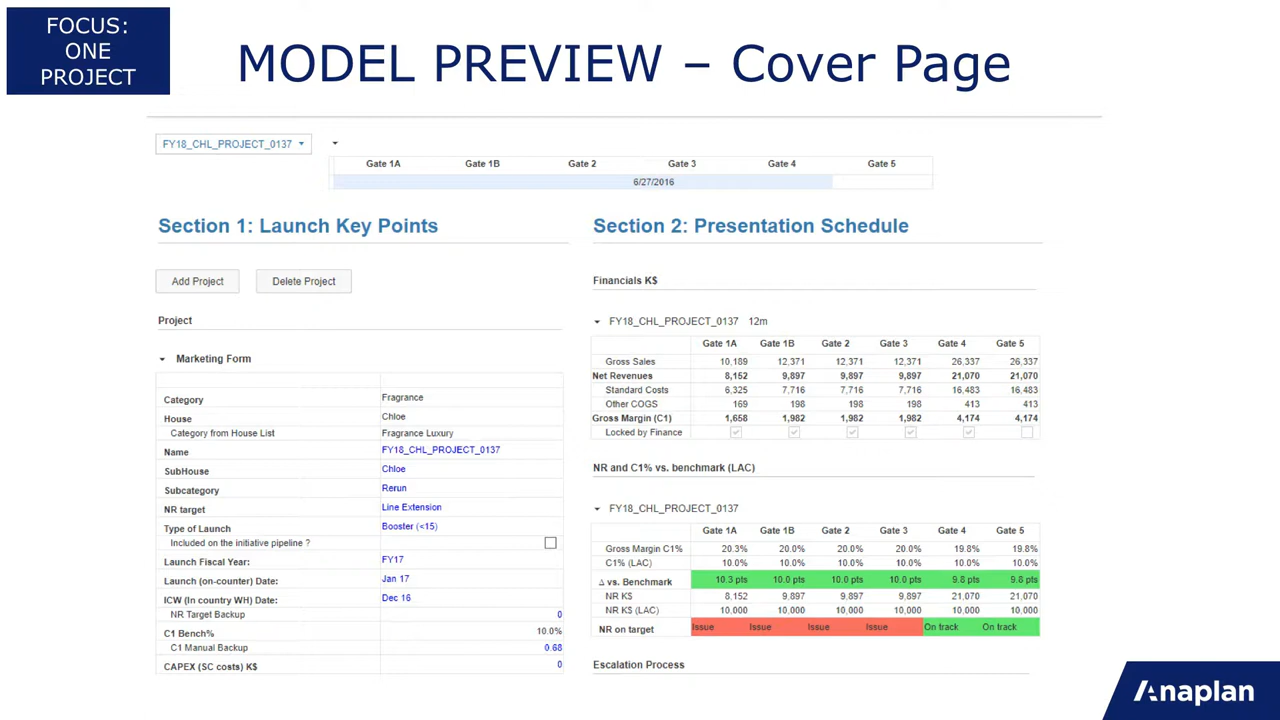 FOCUS:
ONE
PROJECT
MODEL PREVIEW – Cover Page
FY18_CHL_PROJECT_0137
Gate 1A Gate 1B Gate 2 Gate 3 Gate 4 Gate 5
6/27/2016
Section 1: Launch Key Points
Add Project Delete Project
Project
Marketing Form
Category Fragrance
House Chloe
Category from House List Fragrance Luxury
Name FY18_CHL_PROJECT_0137
SubHouse Chloe
Subcategory Rerun
NR target Line Extension
Type of Launch Booster (<15)
Included on the initiative pipeline ?
Launch Fiscal Year: FY17
Launch (on-counter) Date: Jan 17
ICW (In country WH) Date: Dec 16
NR Target Backup 0
C1 Bench% 10.0%
C1 Manual Backup 0.68
CAPEX (SC costs) K$ 0
Section 2: Presentation Schedule
Financials K$
FY18_CHL_PROJECT_0137 12m
Gate 1A Gate 1B Gate 2 Gate 3 Gate 4 Gate 5
Gross Sales 10,189 12,371 12,371 12,371 26,337 26,337
Net Revenues 8,152 9,897 9,897 9,897 21,070 21,070
Standard Costs 6,325 7,716 7,716 7,716 16,483 16,483
Other COGS 169 198 198 198 413 413
Gross Margin (C1) 1,658 1,982 1,982 1,982 4,174 4,174
Locked by Finance
NR and C1% vs. benchmark (LAC)
FY18_CHL_PROJECT_0137
Gate 1A Gate 1B Gate 2 Gate 3 Gate 4 Gate 5
Gross Margin C1% 20.3% 20.0% 20.0% 20.0% 19.8% 19.8%
C1% (LAC) 10.0% 10.0% 10.0% 10.0% 10.0% 10.0%
Δ vs. Benchmark 10.3 pts 10.0 pts 10.0 pts 10.0 pts 9.8 pts 9.8 pts
NR K$ 8,152 9,897 9,897 9,897 21,070 21,070
NR K$ (LAC) 10,000 10,000 10,000 10,000 10,000 10,000
NR on target Issue Issue Issue Issue On track On track
Escalation Process
Anaplan